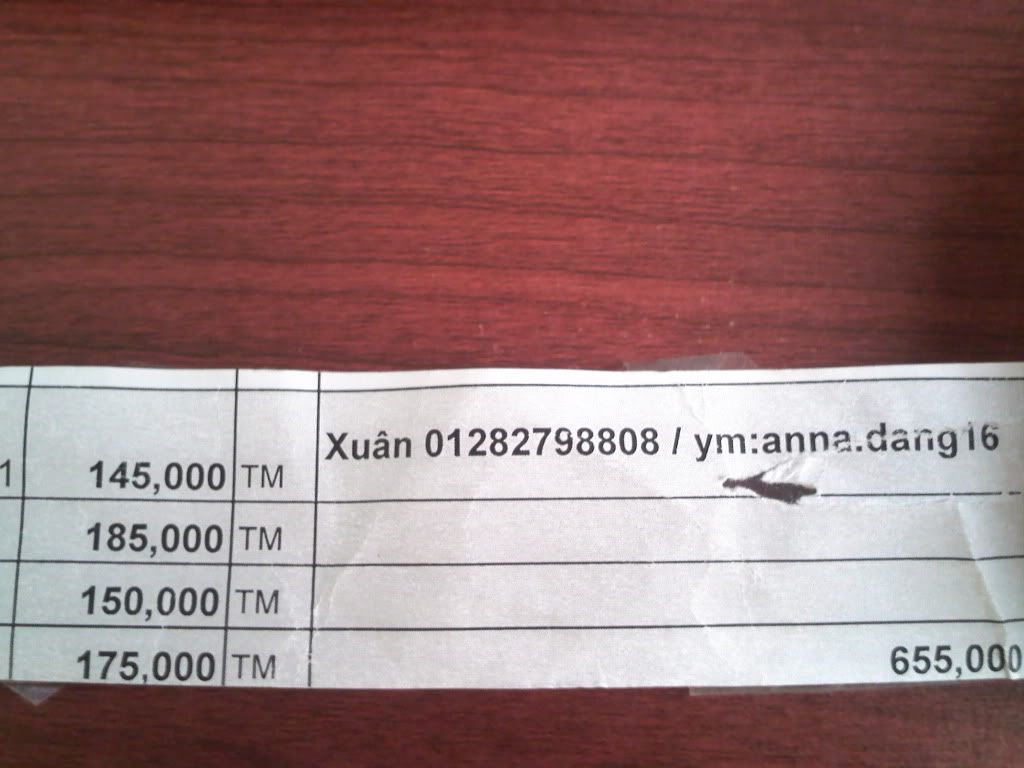 Xuân 01282798808 / ym:anna.dang16
1 145,000 TM
185,000 TM
150,000 TM
175,000 TM 655,000